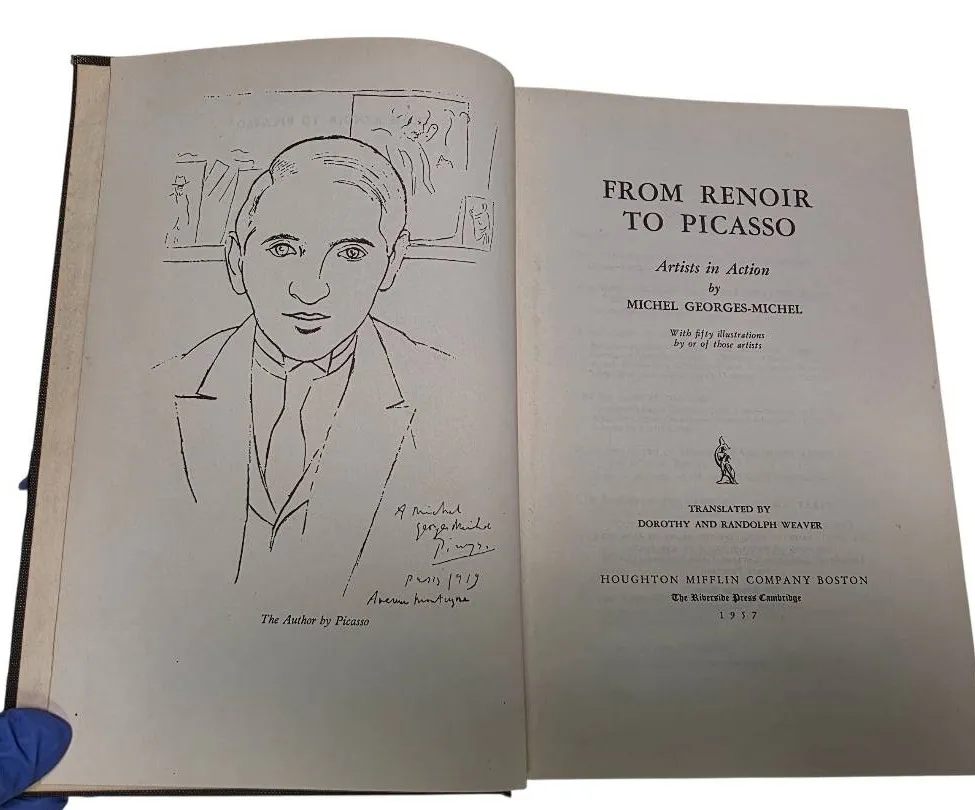 A Michel
Georges Michel
Picasso
Paris 1919
Avenue Montaigne
The Author by Picasso
FROM RENOIR
TO PICASSO
Artists in Action
by
MICHEL GEORGES-MICHEL
With fifty illustrations
by or of those artists
TRANSLATED BY
DOROTHY AND RANDOLPH WEAVER
HOUGHTON MIFFLIN COMPANY BOSTON
The Riverside Press Cambridge
1957